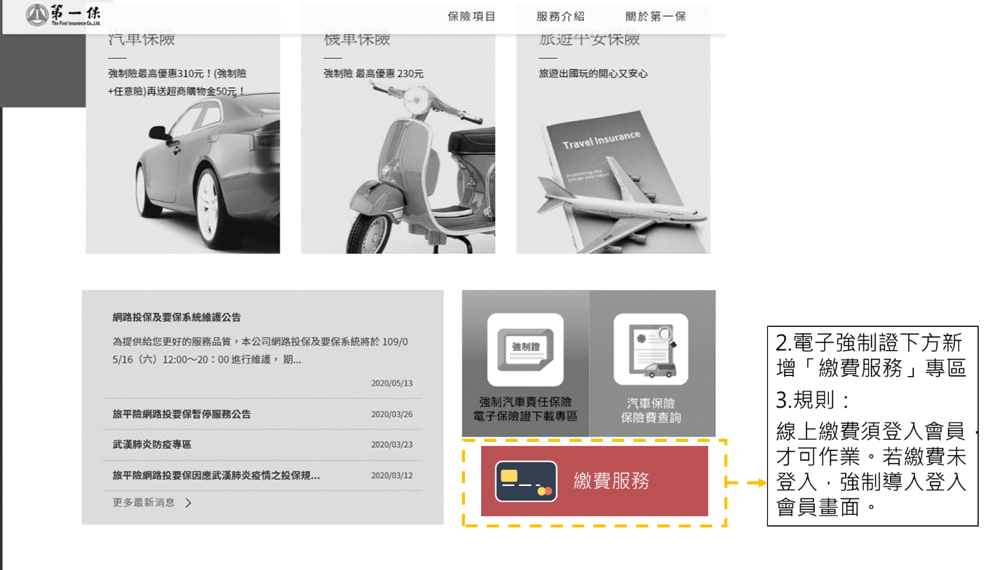 第一保
The First Insurance Co.,Ltd.
保險項目
服務介紹
關於第一保
汽車保險
強制險最高優惠310元！(強制險
+任意險)再送超商購物金50元！
機車保險
強制險 最高優惠 230元
旅遊平安保險
旅遊出國玩的開心又安心
Travel Insurance
protecting the
things you value
網路投保及要保系統維護公告
為提供給您更好的服務品質，本公司網路投保及要保系統將於 109/0
5/16（六）12:00～20：00 進行維護， 期...
2020/05/13
旅平險網路投要保暫停服務公告
2020/03/26
武漢肺炎防疫專區
2020/03/23
旅平險網路投要保因應武漢肺炎疫情之投保規...
2020/03/12
更多最新消息
強制證
強制汽車責任保險
電子保險證下載專區
汽車保險
保險費查詢
繳費服務
2.電子強制證下方新
增「繳費服務」專區
3.規則：
線上繳費須登入會員，
才可作業。若繳費未
登入，強制導入登入
會員畫面。